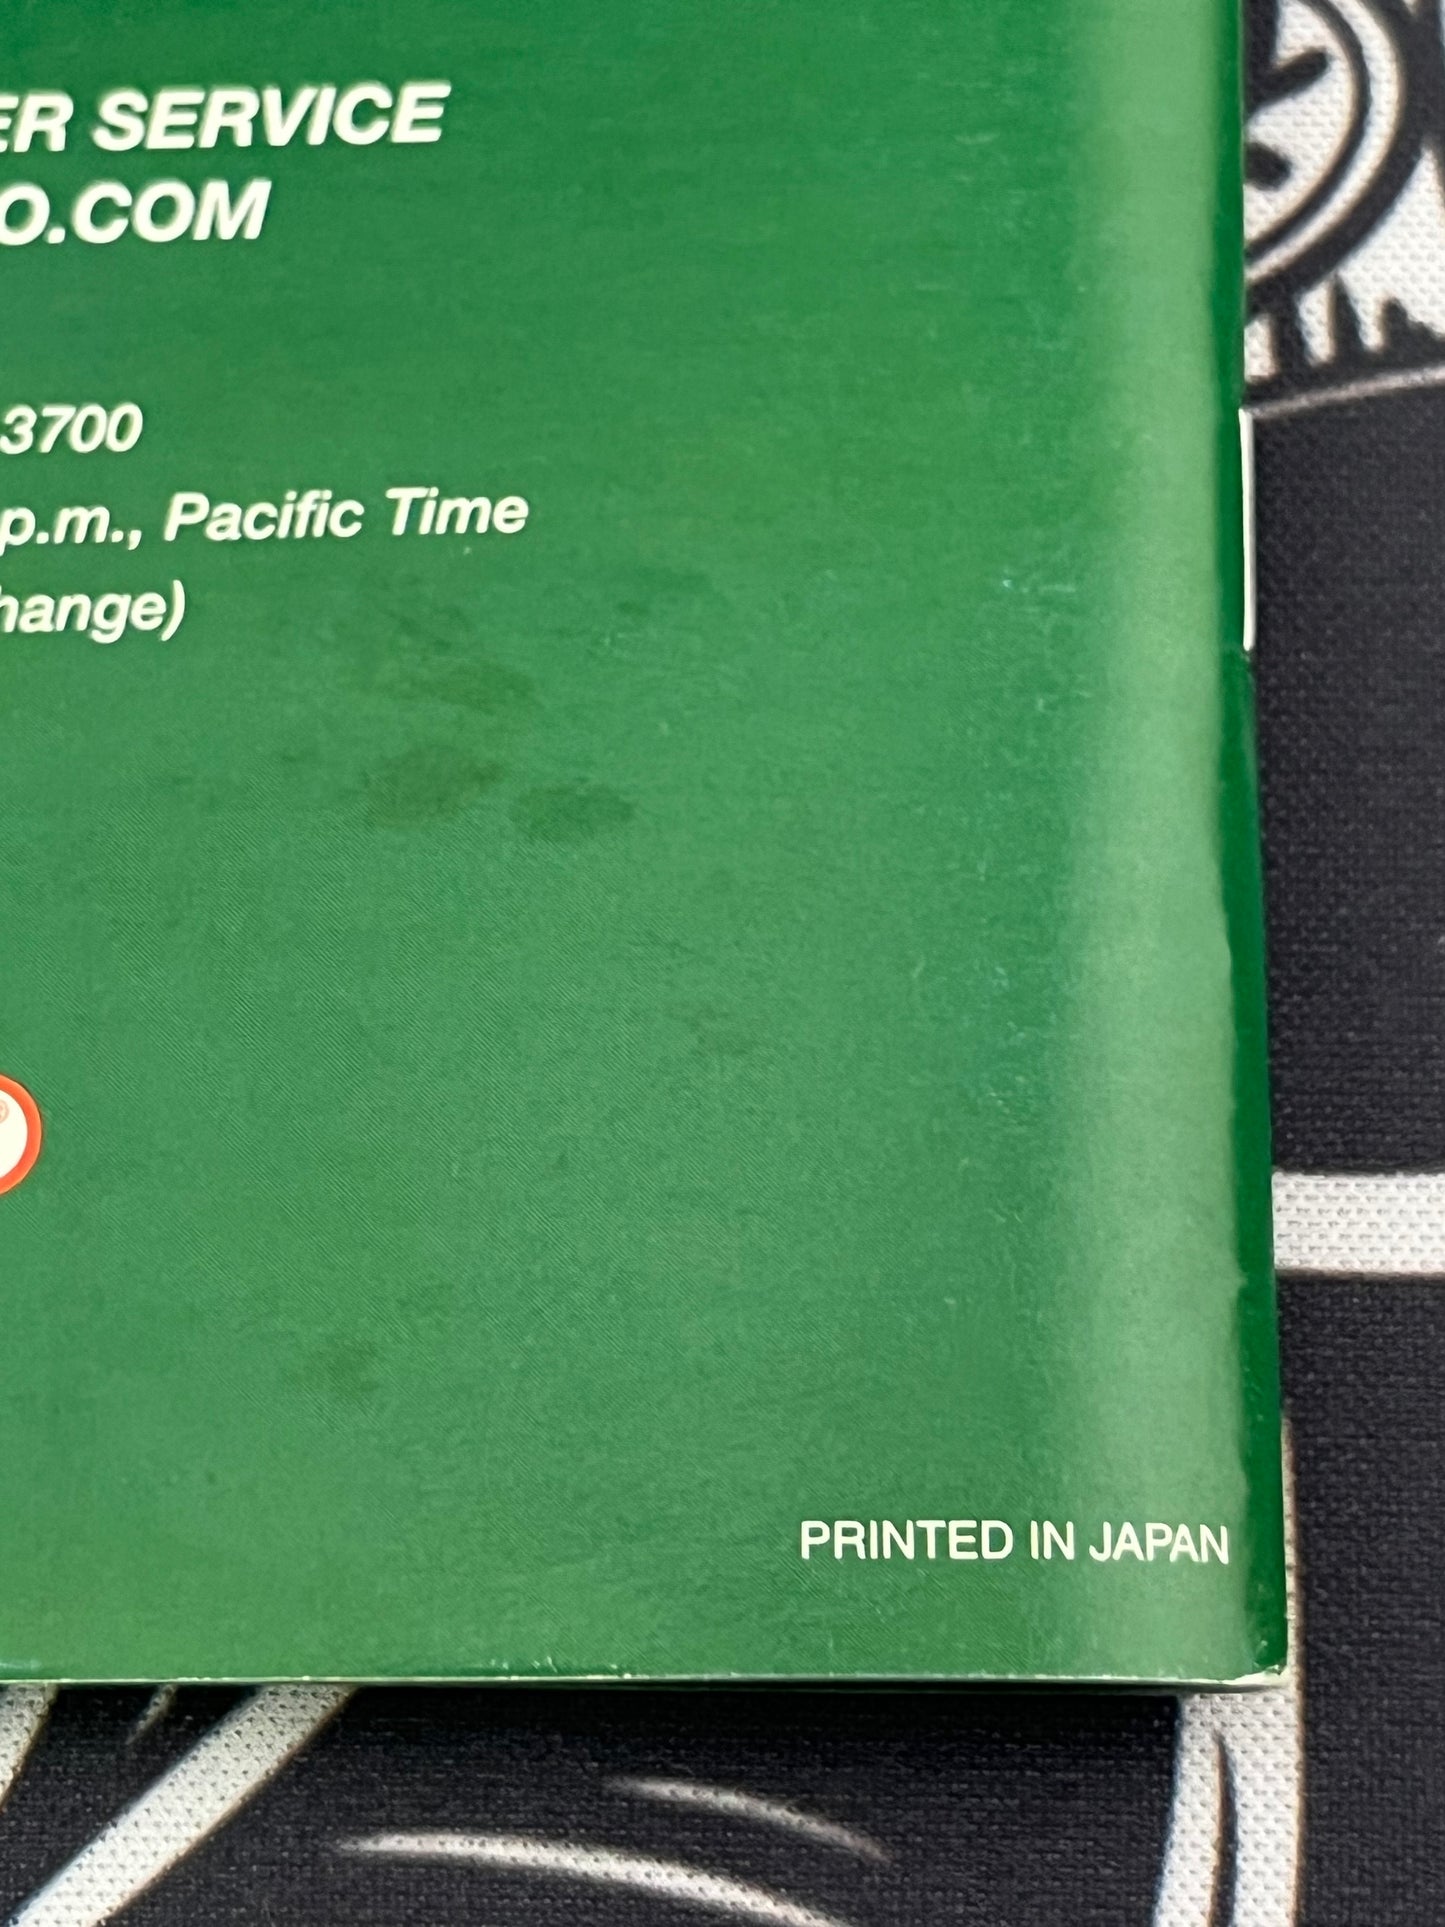 ER SERVICE
O.COM
3700
p.m., Pacific Time
hange)
®
PRINTED IN JAPAN